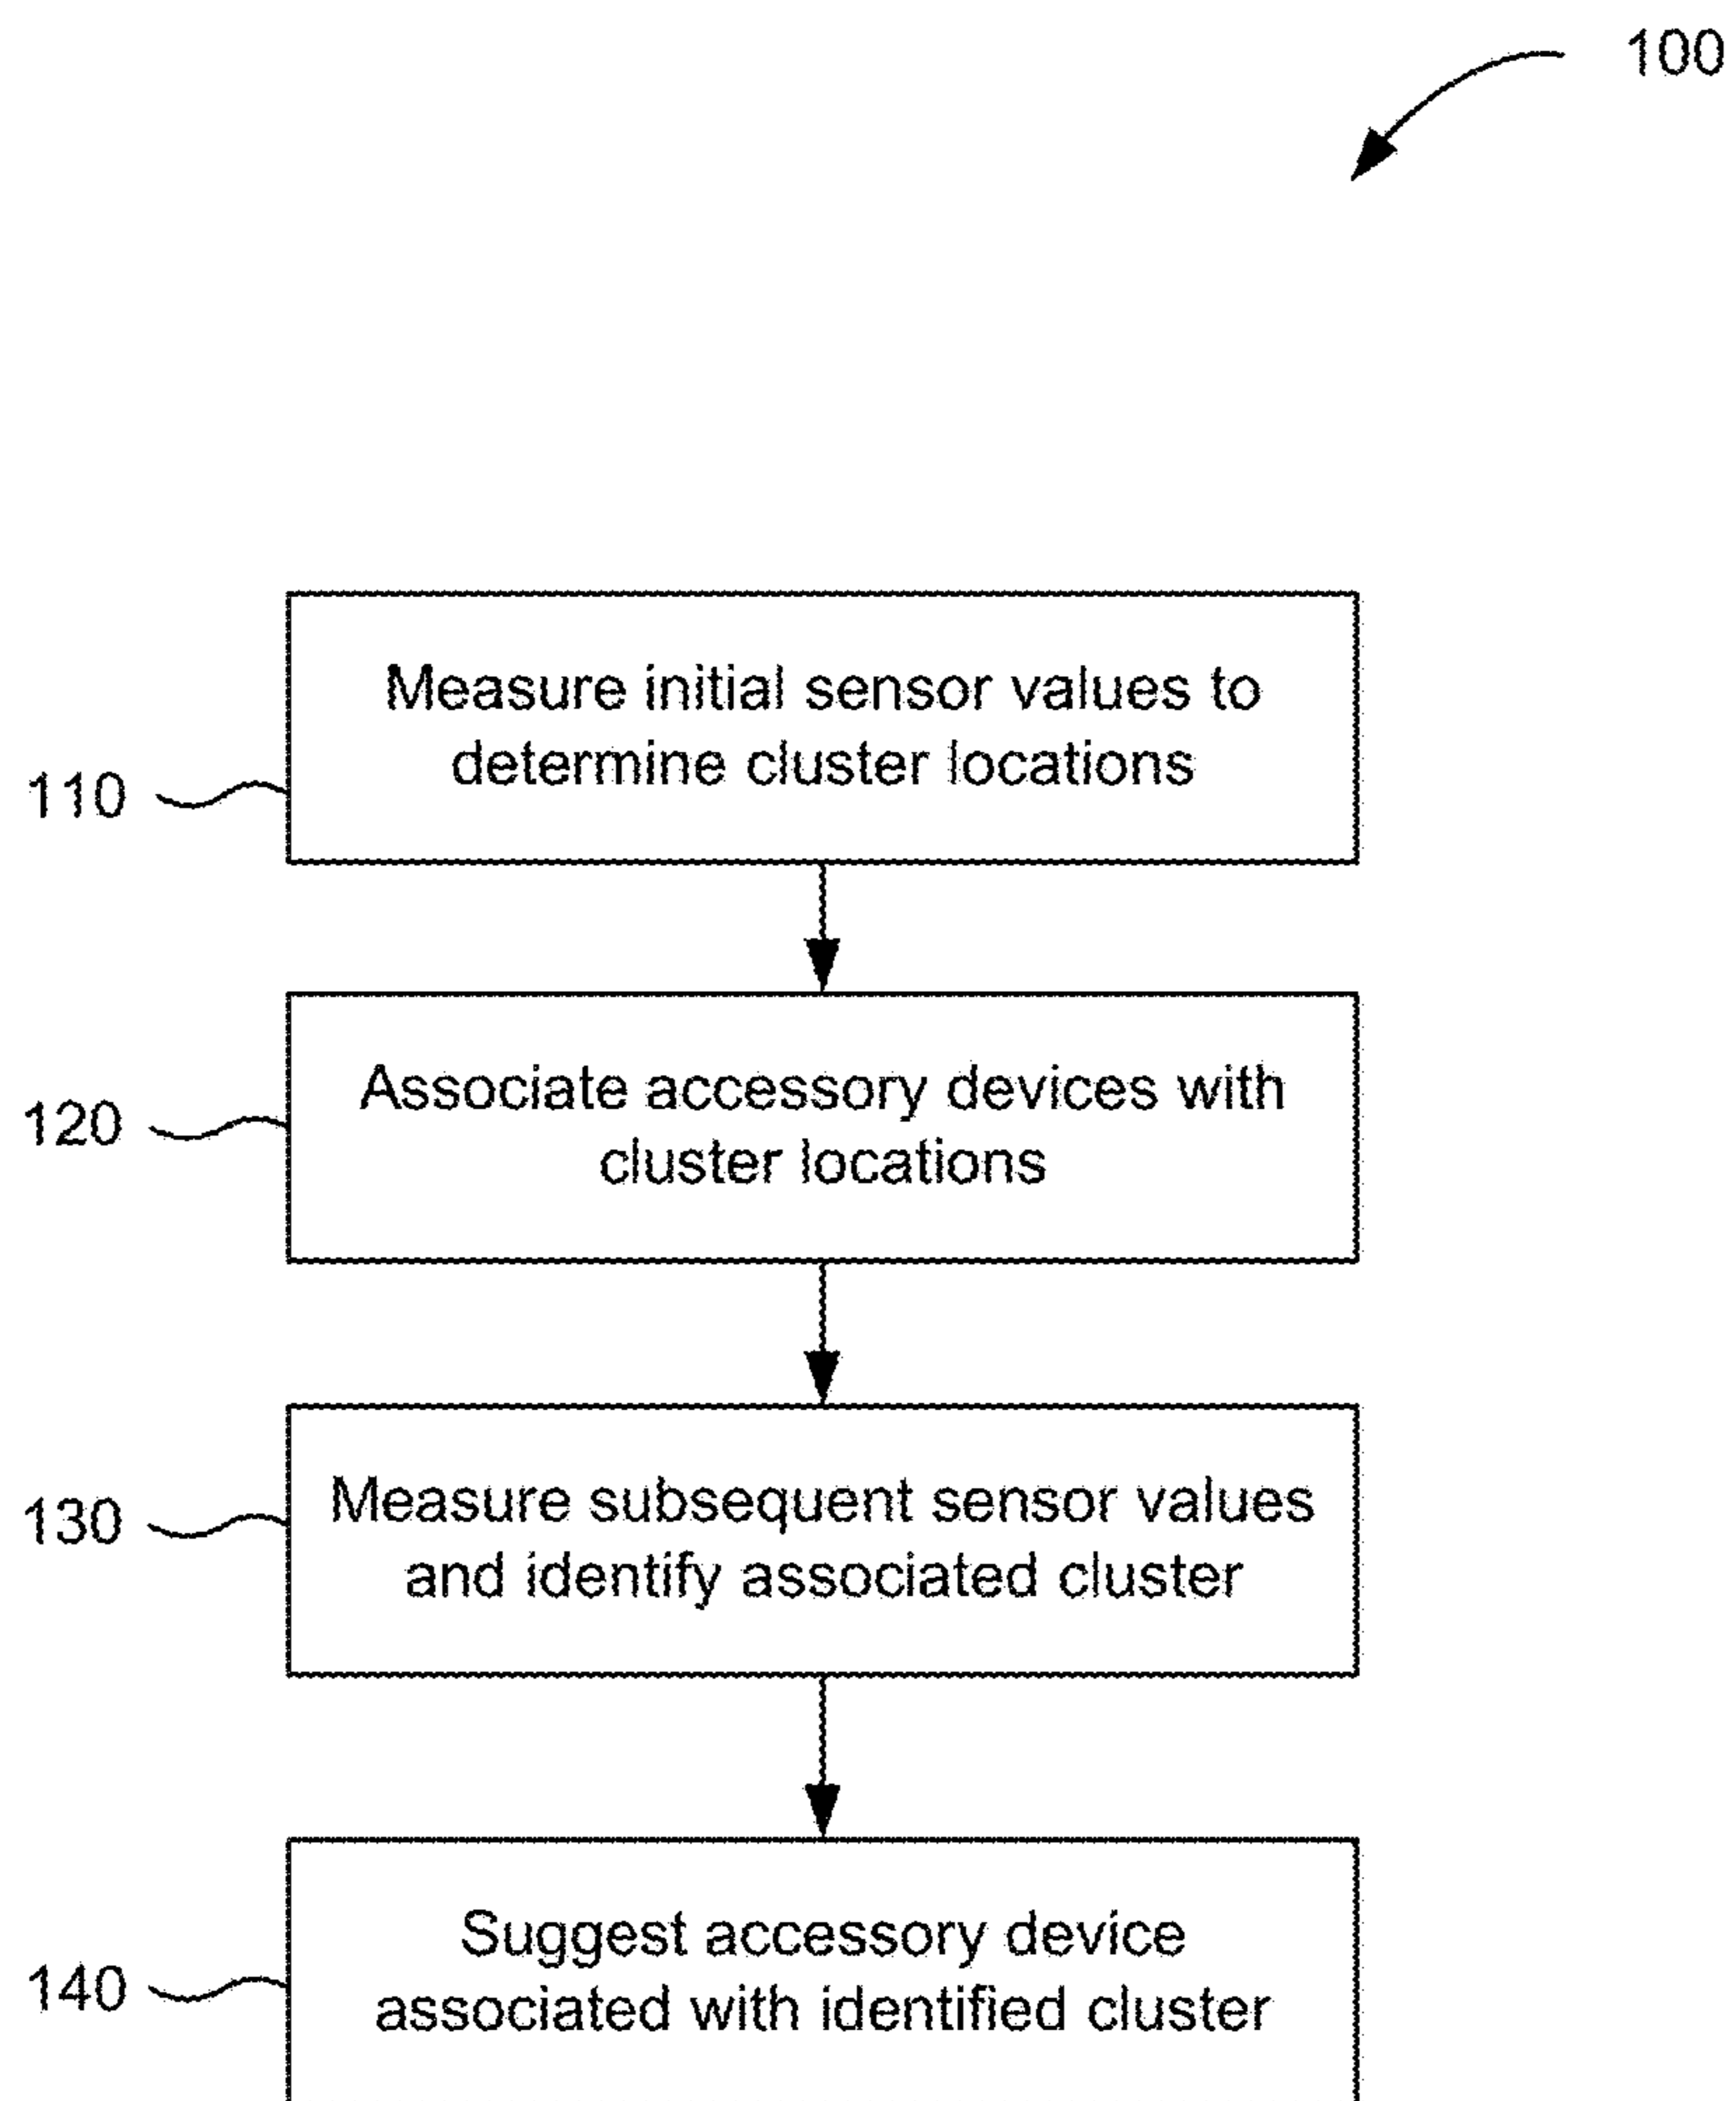 100
Measure initial sensor values to
determine cluster locations
110
Associate accessory devices with
cluster locations
120
Measure subsequent sensor values
and identify associated cluster
130
Suggest accessory device
associated with identified cluster
140